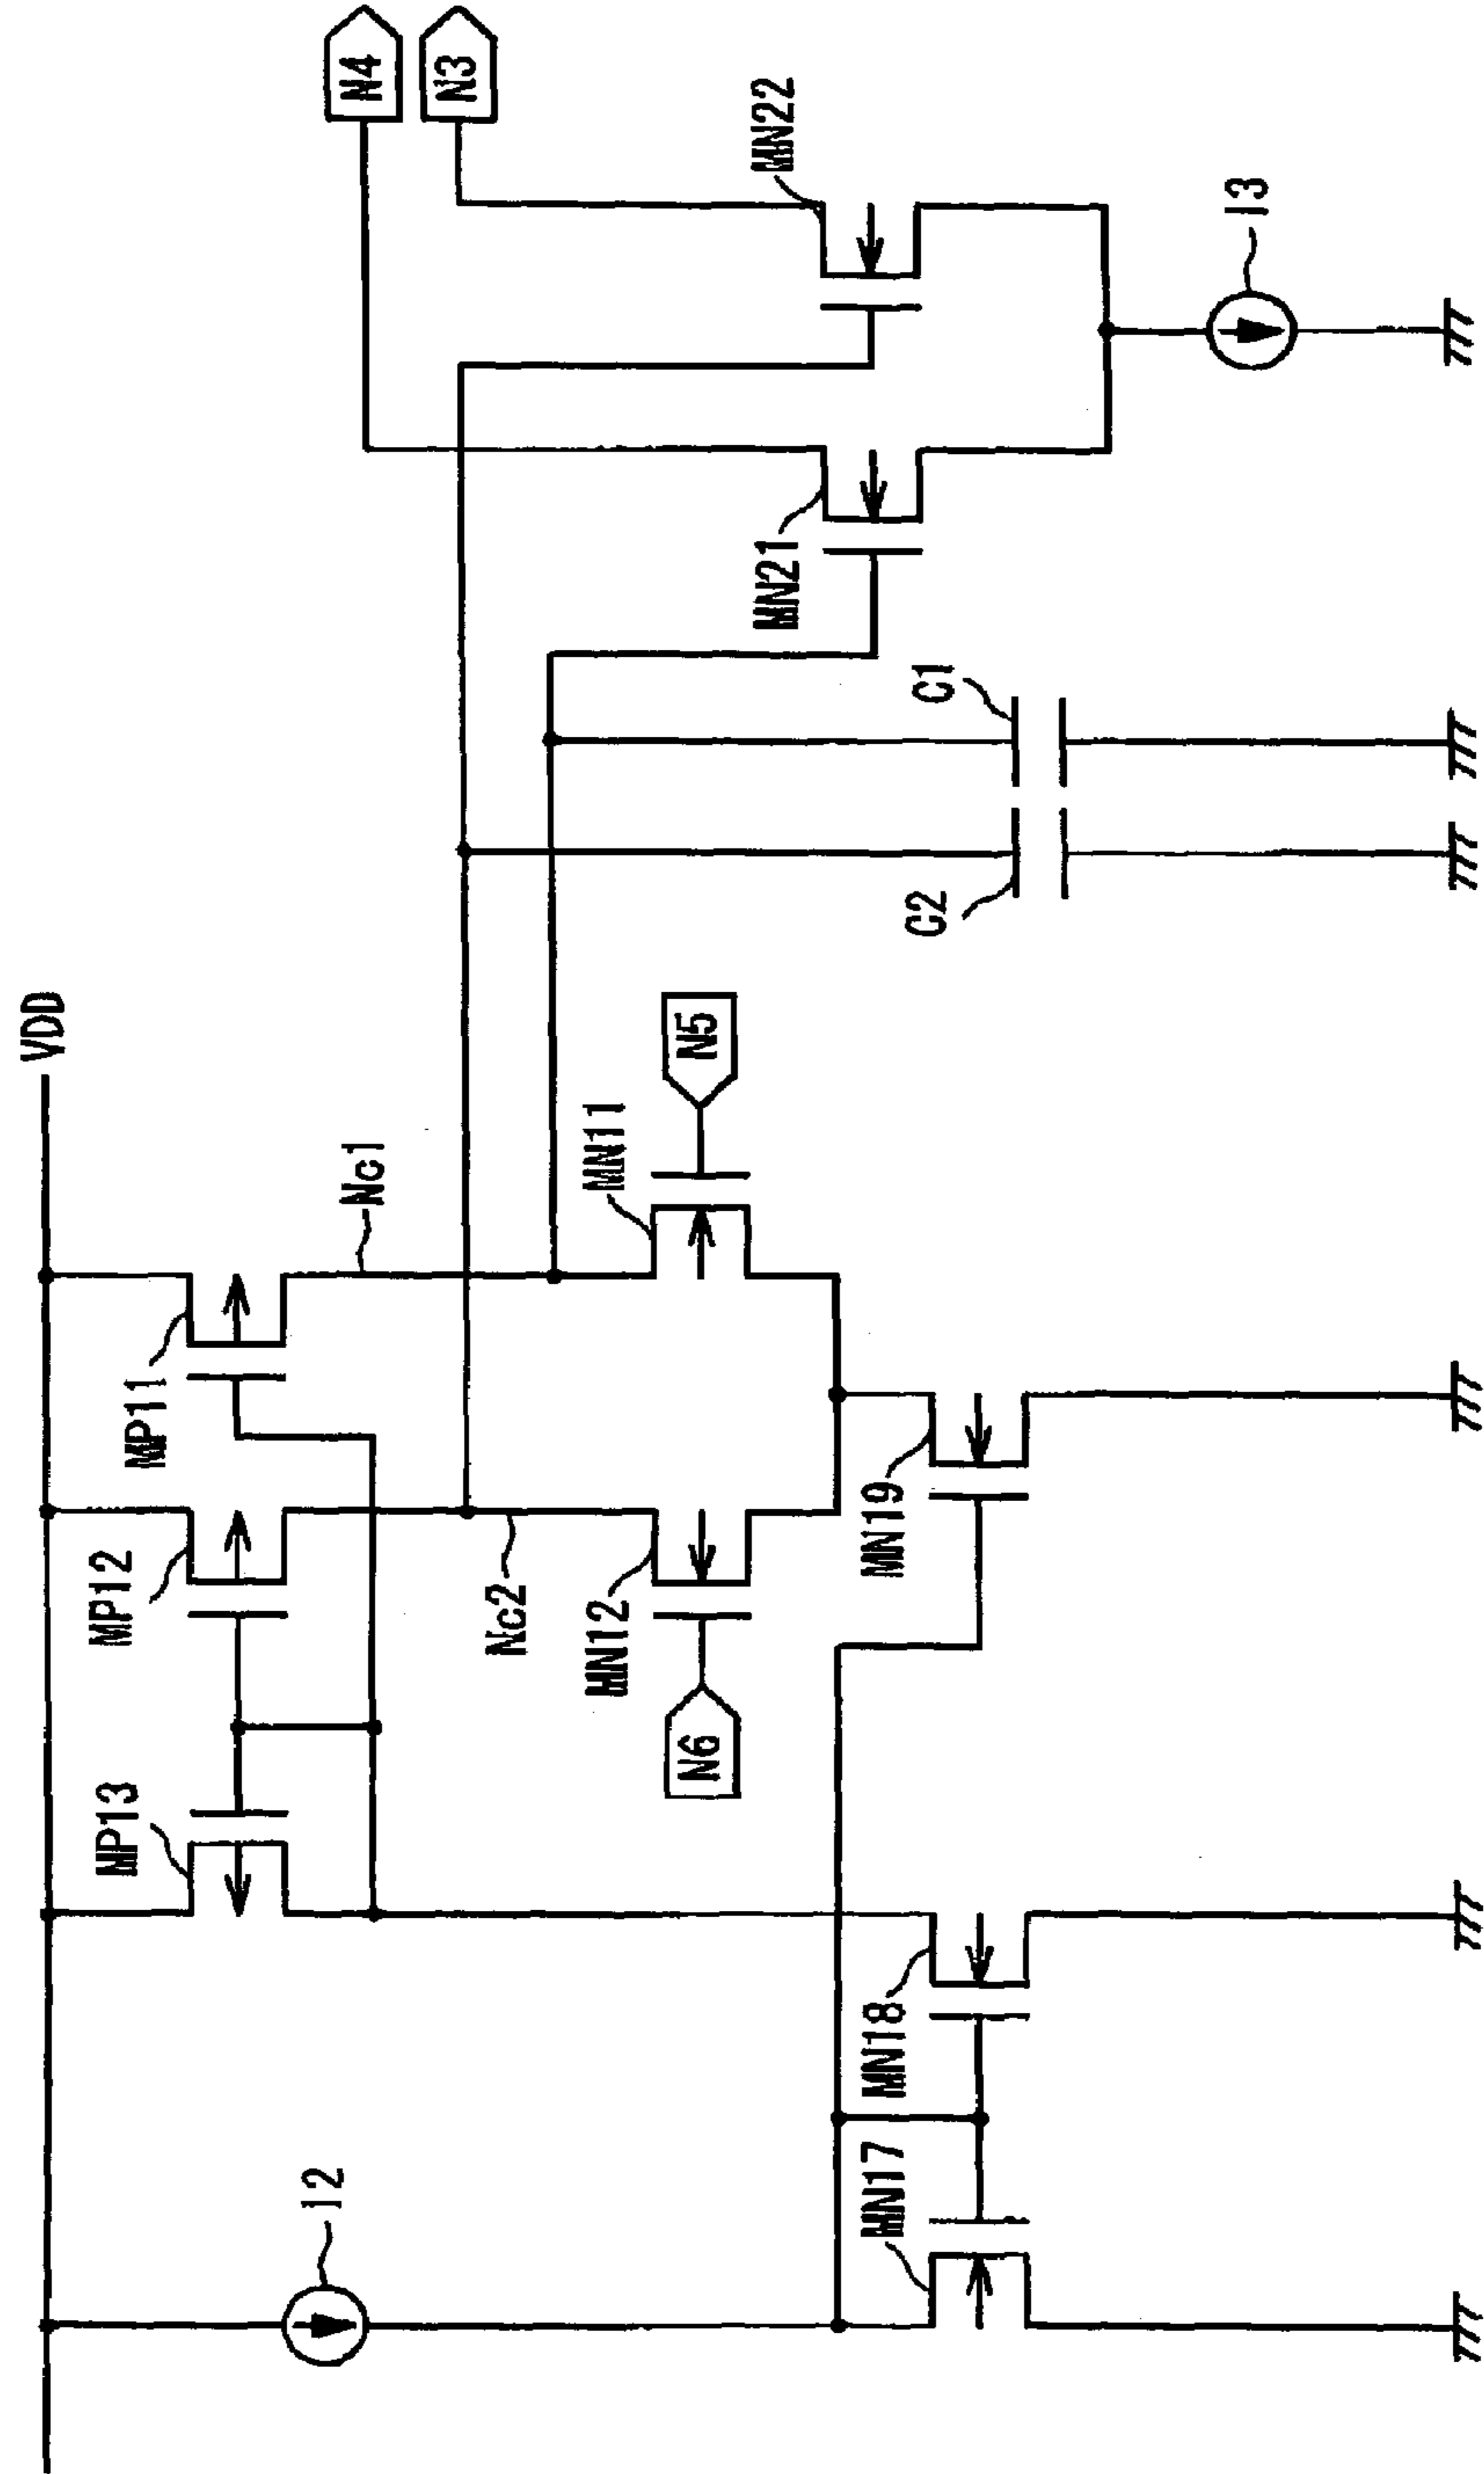 VDD
I2
MP13
MP12
MP11
Nc1
Nc2
N4
N3
MN12
MN11
N6
N5
MN21
MN22
MN17
MN18
MN19
C2
C1
I3